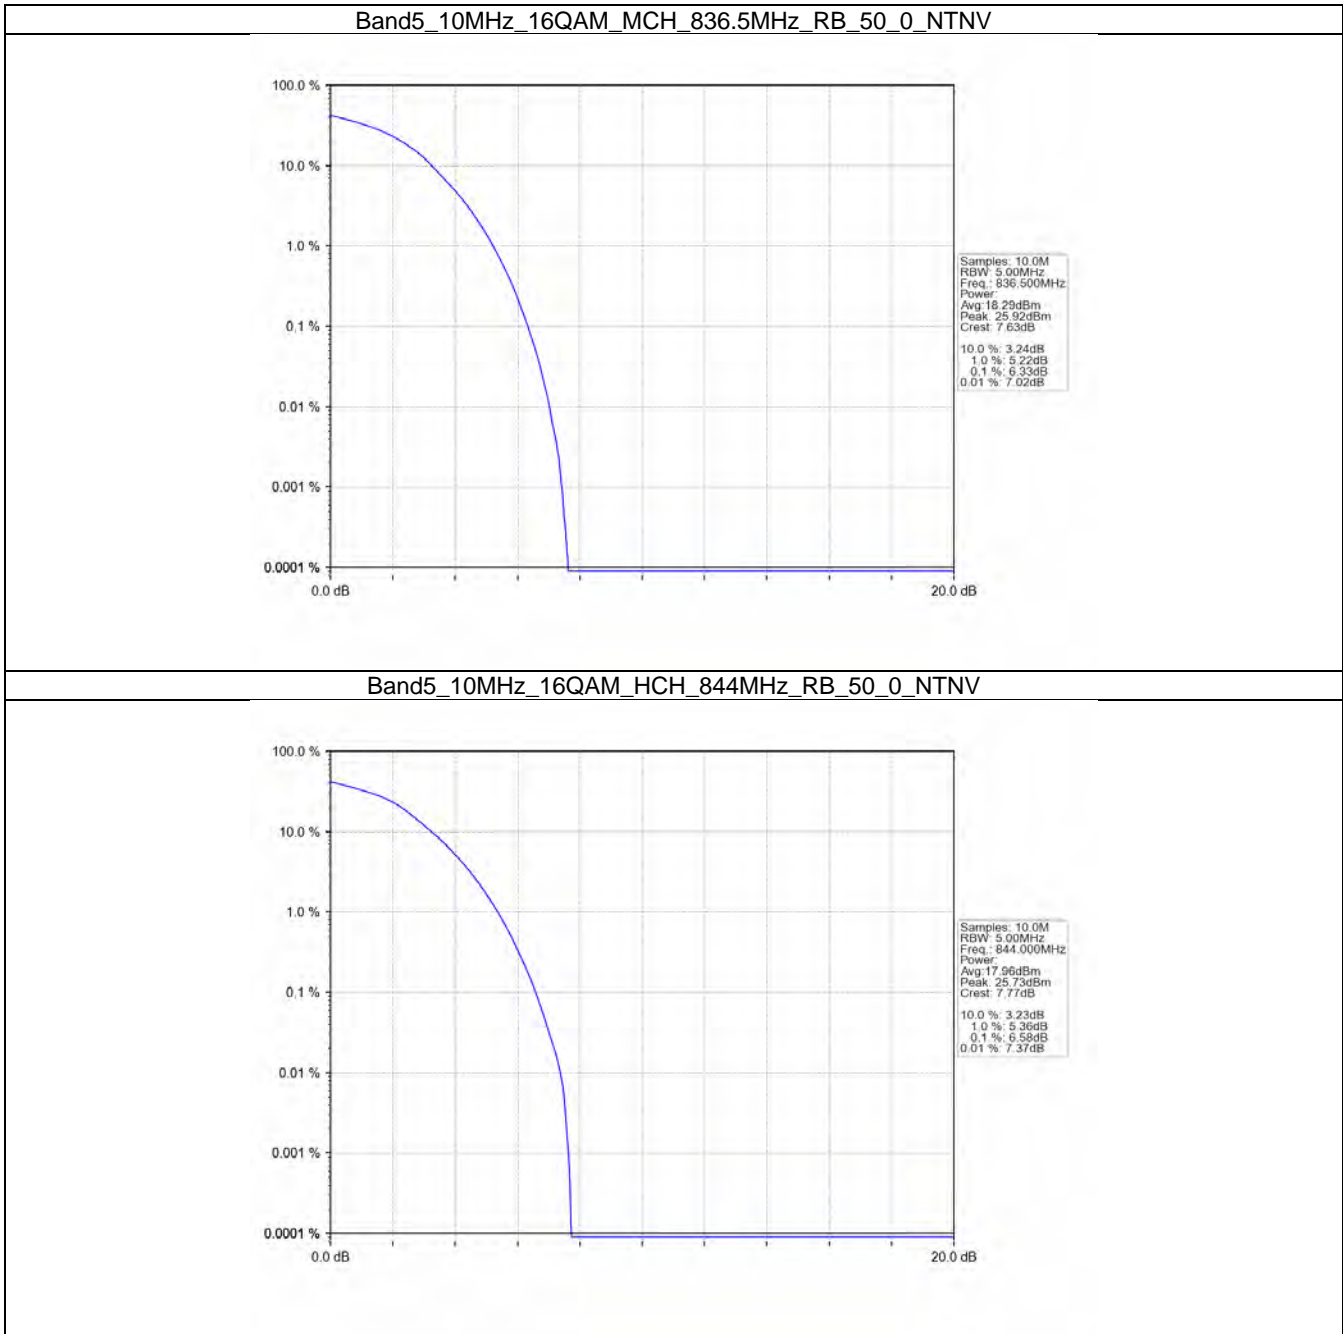 Band5_10MHz_16QAM_MCH_836.5MHz_RB_50_0_NTNV
100.0 %
10.0 %
1.0 %
0.1 %
0.01 %
0.001 %
0.0001 %
0.0 dB
20.0 dB
Samples: 10.0M
RBW: 5.00MHz
Freq.: 836.500MHz
Power:
Avg:18.29dBm
Peak: 25.92dBm
Crest: 7.63dB
10.0 %: 3.24dB
1.0 %: 5.22dB
0.1 %: 6.33dB
0.01 %: 7.02dB
Band5_10MHz_16QAM_HCH_844MHz_RB_50_0_NTNV
100.0 %
10.0 %
1.0 %
0.1 %
0.01 %
0.001 %
0.0001 %
0.0 dB
20.0 dB
Samples: 10.0M
RBW: 5.00MHz
Freq.: 844.000MHz
Power:
Avg:17.96dBm
Peak: 25.73dBm
Crest: 7.77dB
10.0 %: 3.23dB
1.0 %: 5.36dB
0.1 %: 6.58dB
0.01 %: 7.37dB